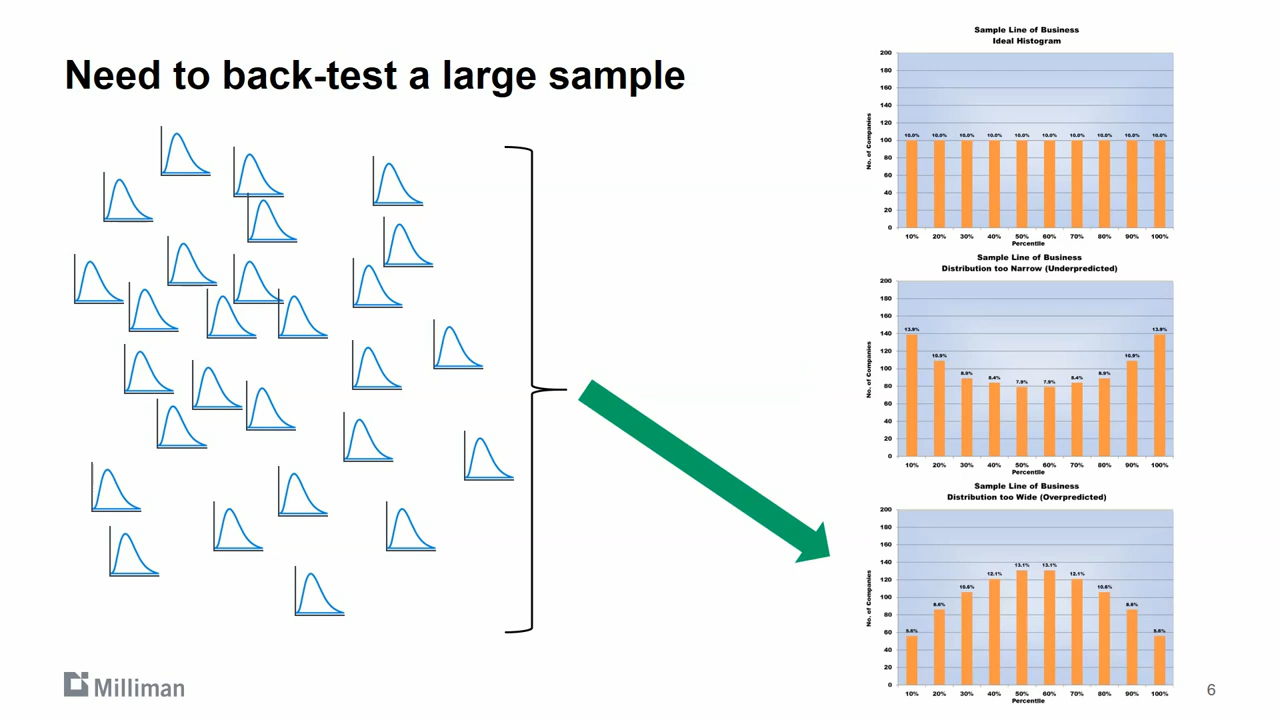 Need to back-test a large sample
Sample Line of Business
Ideal Histogram
No. of Companies
200
180
160
140
120
100
80
60
40
20
0
10.0% 10.0% 10.0% 10.0% 10.0% 10.0% 10.0% 10.0% 10.0% 10.0%
10% 20% 30% 40% 50% 60% 70% 80% 90% 100%
Percentile
Sample Line of Business
Distribution too Narrow (Underpredicted)
No. of Companies
200
180
160
140
120
100
80
60
40
20
0
13.9% 10.9% 8.9% 8.4% 7.9% 7.9% 8.4% 8.9% 10.9% 13.9%
10% 20% 30% 40% 50% 60% 70% 80% 90% 100%
Percentile
Sample Line of Business
Distribution too Wide (Overpredicted)
No. of Companies
200
180
160
140
120
100
80
60
40
20
0
5.6% 8.6% 10.6% 12.1% 13.1% 13.1% 12.1% 10.6% 8.6% 5.6%
10% 20% 30% 40% 50% 60% 70% 80% 90% 100%
Percentile
Milliman
6